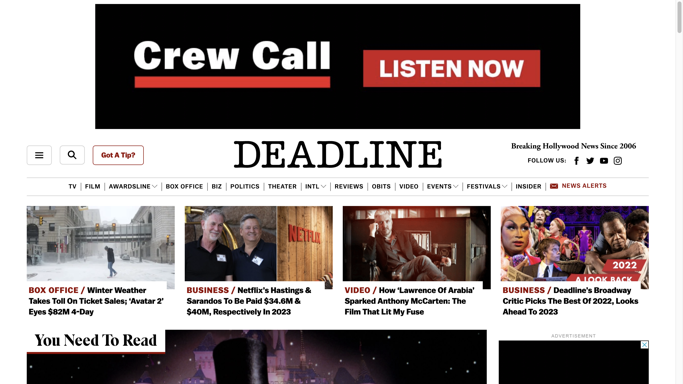 Crew Call
LISTEN NOW
Got A Tip?
DEADLINE
Breaking Hollywood News Since 2006
FOLLOW US:
TV | FILM | AWARDSLINE | BOX OFFICE | BIZ | POLITICS | THEATER | INTL | REVIEWS | OBITS | VIDEO | EVENTS | FESTIVALS | INSIDER | NEWS ALERTS
NETFLIX
2022
A LOOK BACK
BOX OFFICE / Winter Weather
Takes Toll On Ticket Sales; ‘Avatar 2’
Eyes $82M 4-Day
BUSINESS / Netflix’s Hastings &
Sarandos To Be Paid $34.6M &
$40M, Respectively In 2023
VIDEO / How ‘Lawrence Of Arabia’
Sparked Anthony McCarten: The
Film That Lit My Fuse
BUSINESS / Deadline’s Broadway
Critic Picks The Best Of 2022, Looks
Ahead To 2023
You Need To Read
ADVERTISEMENT